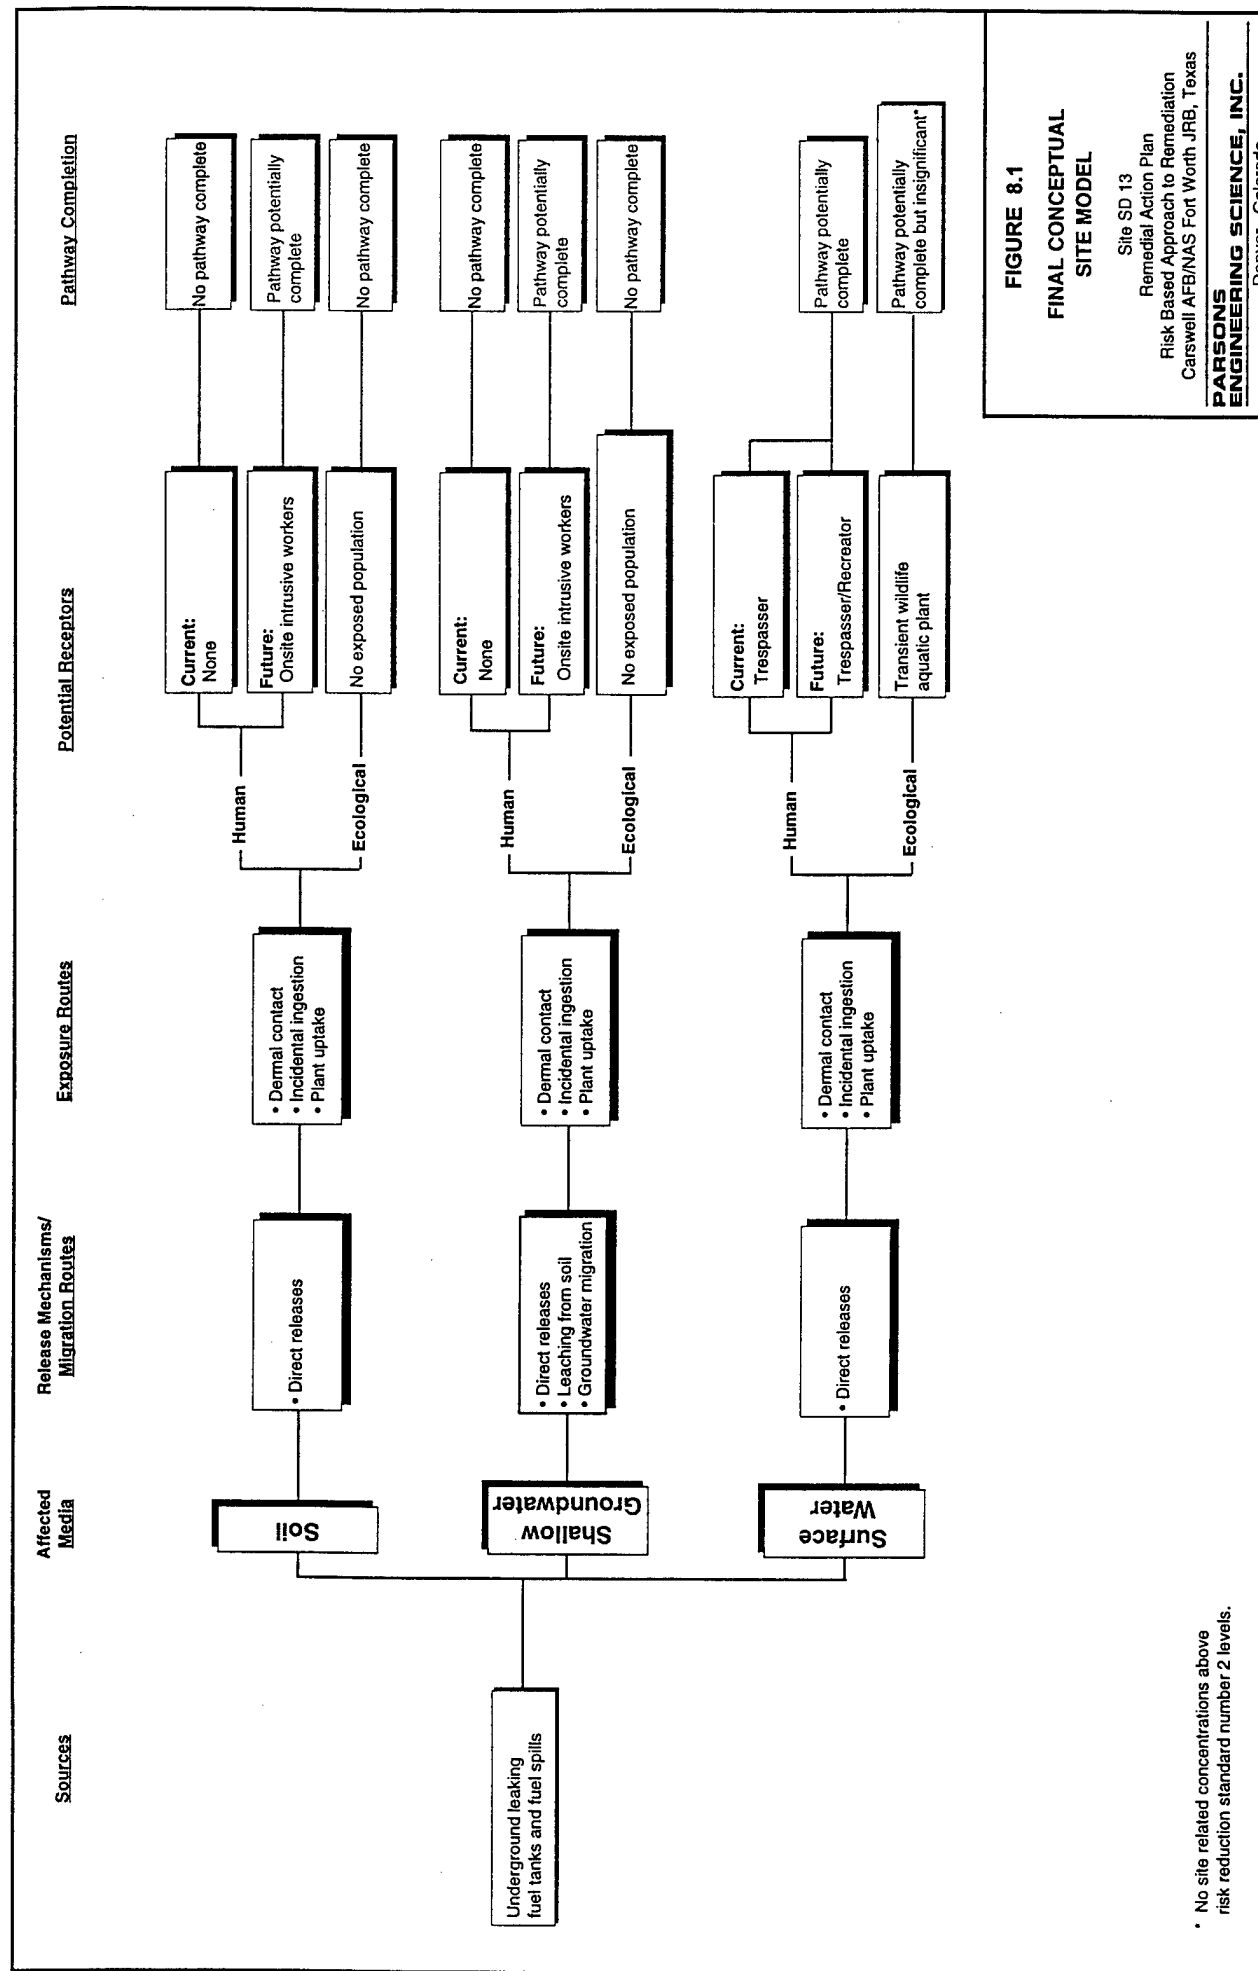 Sources
Affected
Media
Release Mechanisms/
Migration Routes
Exposure Routes
Potential Receptors
Pathway Completion
Underground leaking
fuel tanks and fuel spills
Soil
• Direct releases
• Dermal contact
• Incidental ingestion
• Plant uptake
Human
Current:
None
No pathway complete
Future:
Onsite intrusive workers
Pathway potentially
complete
Ecological
No exposed population
No pathway complete
Shallow
Groundwater
• Direct releases
• Leaching from soil
• Groundwater migration
• Dermal contact
• Incidental ingestion
• Plant uptake
Human
Current:
None
No pathway complete
Future:
Onsite intrusive workers
Pathway potentially
complete
Ecological
No exposed population
No pathway complete
Surface
Water
• Direct releases
• Dermal contact
• Incidental ingestion
• Plant uptake
Human
Current:
Trespasser
Future:
Trespasser/Recreator
Pathway potentially
complete
Ecological
Transient wildlife
aquatic plant
Pathway potentially
complete but insignificant*
* No site related concentrations above
risk reduction standard number 2 levels.
FIGURE 8.1
FINAL CONCEPTUAL
SITE MODEL
Site SD 13
Remedial Action Plan
Risk Based Approach to Remediation
Carswell AFB/NAS Fort Worth JRB, Texas
PARSONS
ENGINEERING SCIENCE, INC.
Denver, Colorado